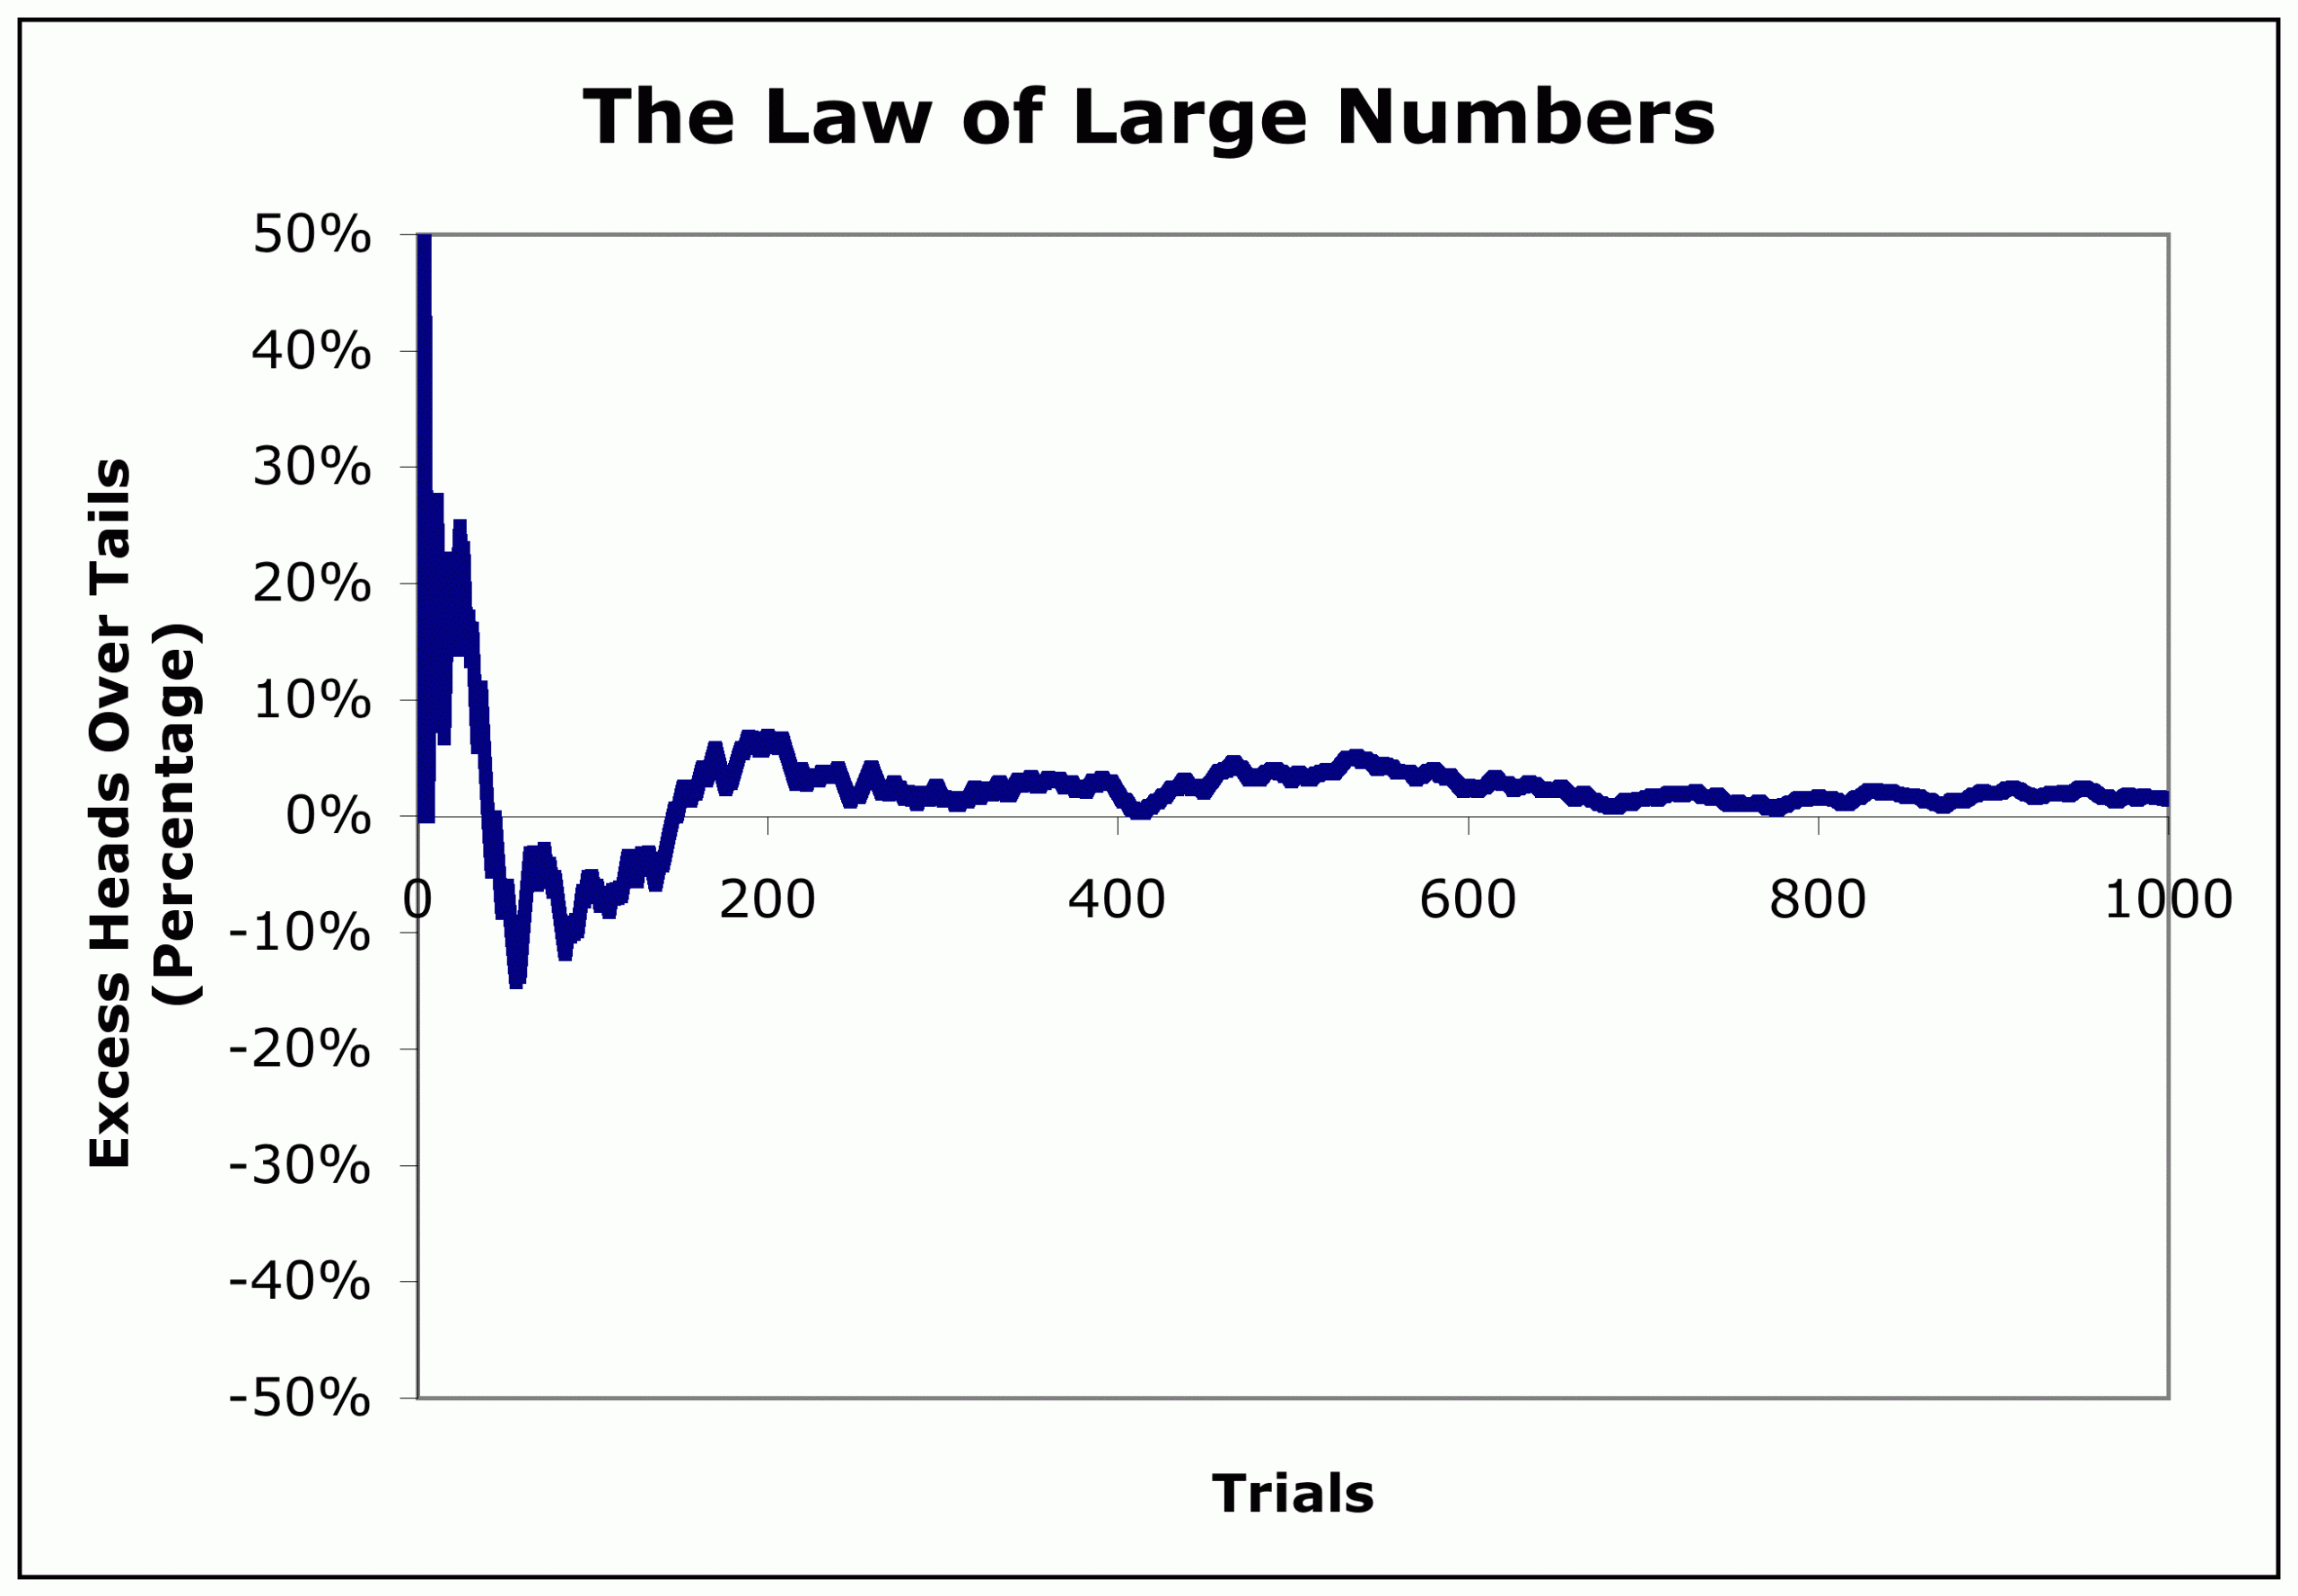 The Law of Large Numbers
Excess Heads Over Tails
(Percentage)
50%
40%
30%
20%
10%
0%
-10%
-20%
-30%
-40%
-50%
0 200 400 600 800 1000
Trials